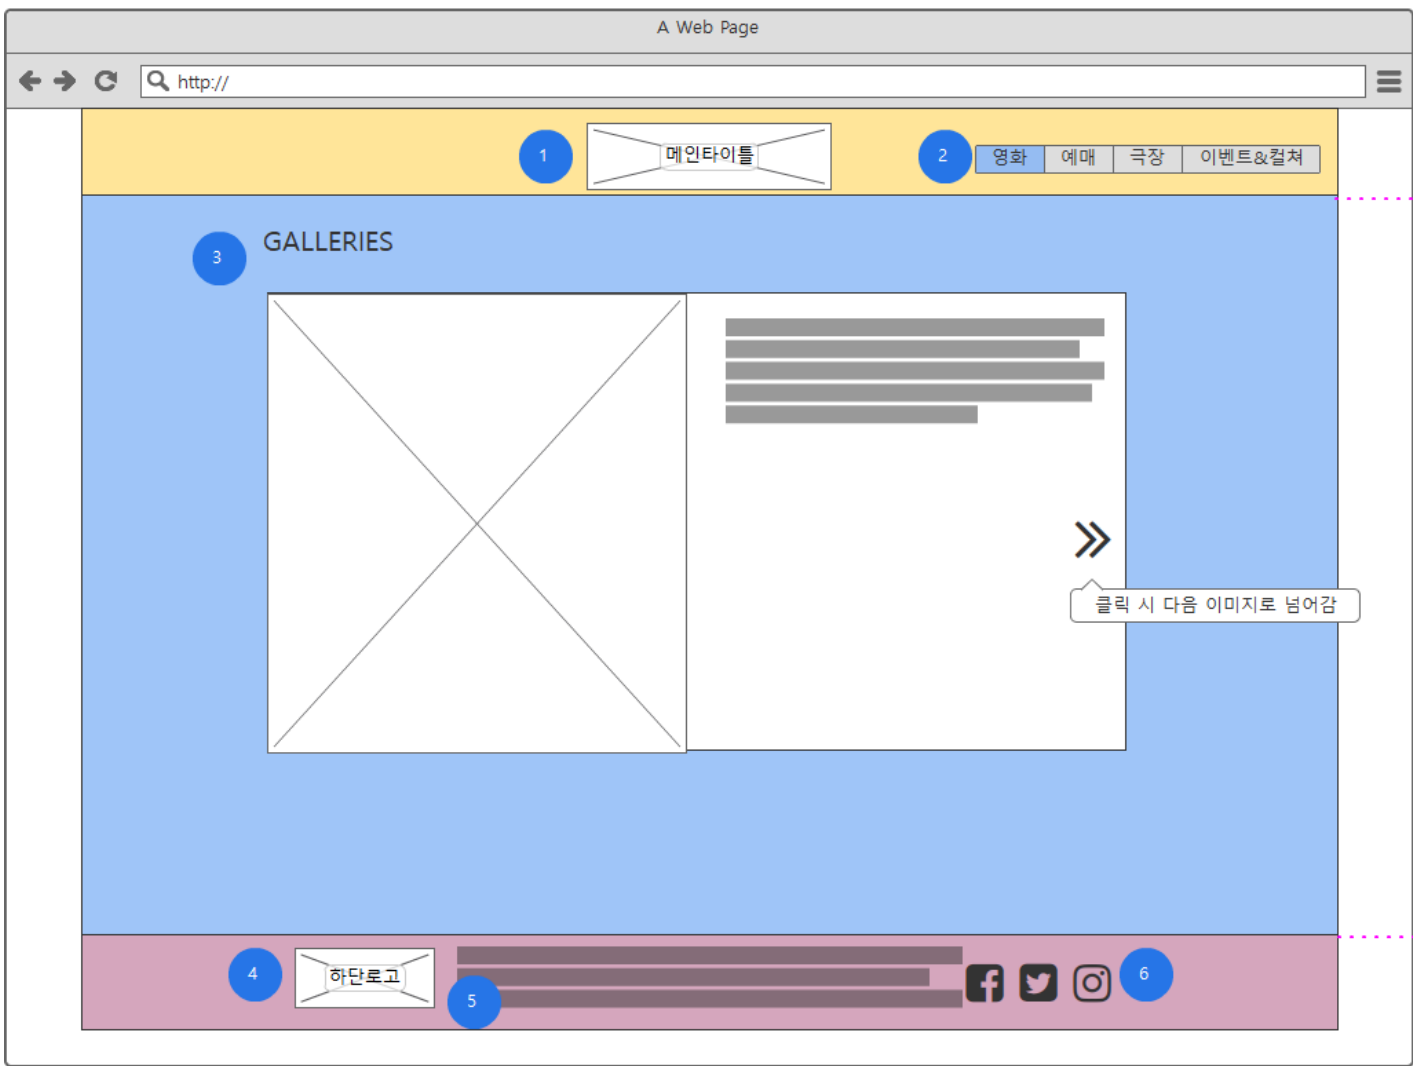 A Web Page
http://
1
메인타이틀
2
영화 예매 극장 이벤트&컬쳐
3
GALLERIES
클릭 시 다음 이미지로 넘어감
4
하단로고
5
6